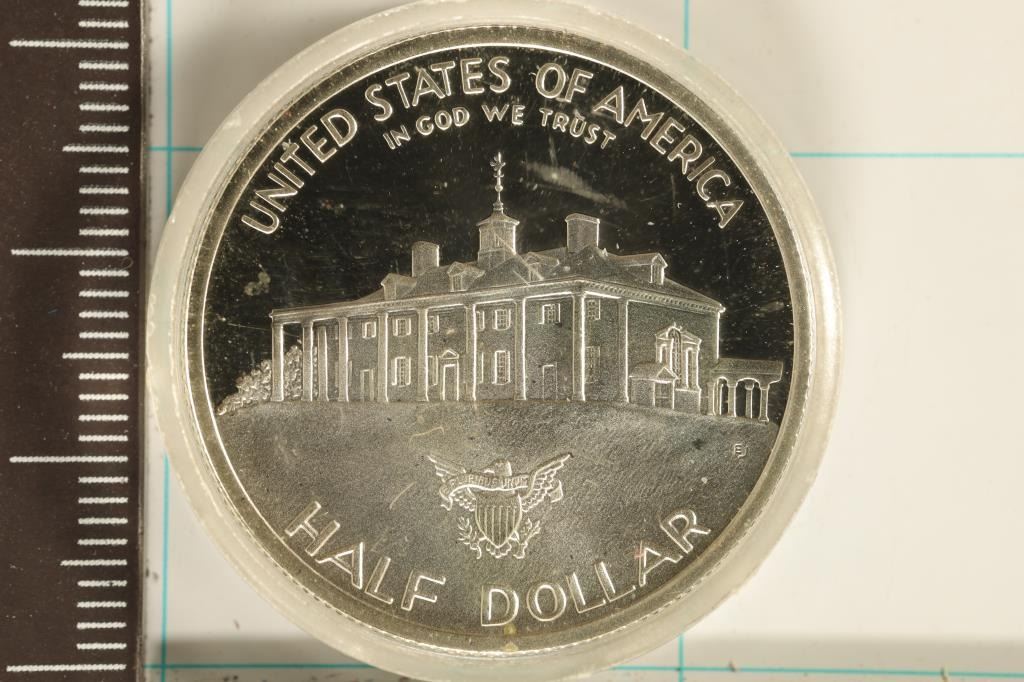 UNITED STATES OF AMERICA
IN GOD WE TRUST
HALF DOLLAR